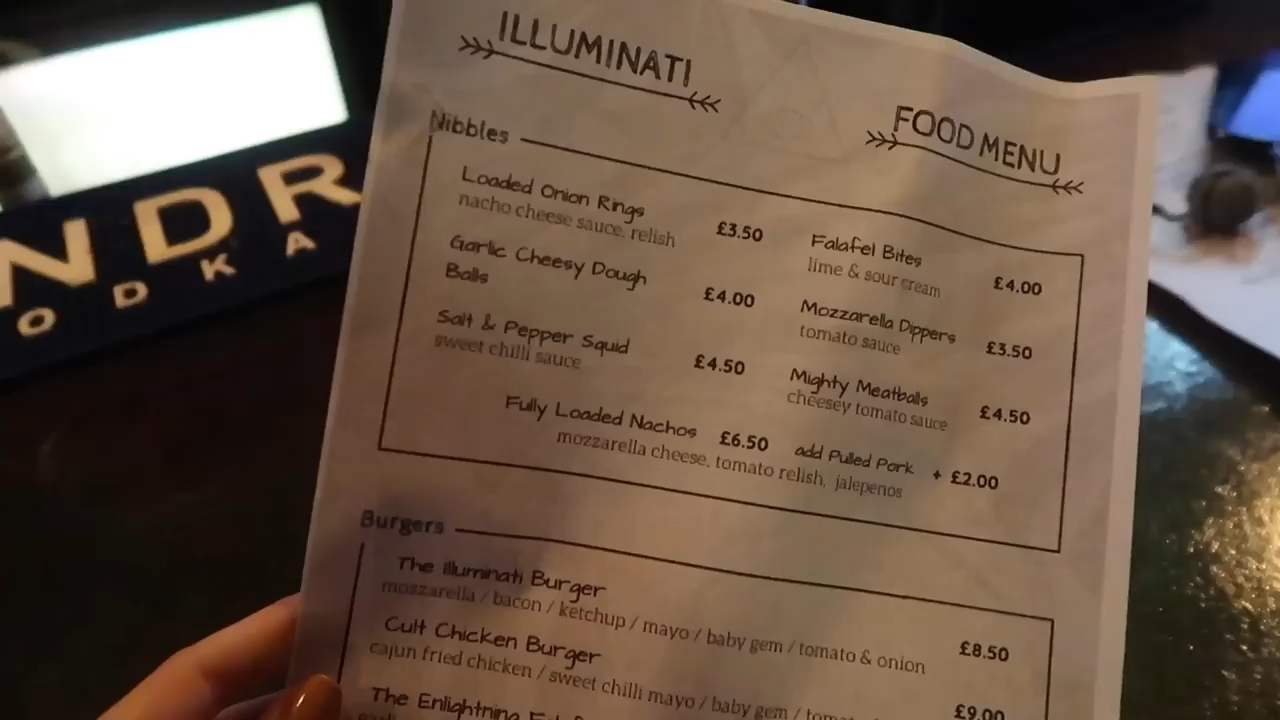 NDR
ODKA
ILLUMINATI
FOOD MENU
Nibbles
Loaded Onion Rings £3.50
nacho cheese sauce, relish
Garlic Cheesy Dough
Balls £4.00
Salt & Pepper Squid £4.50
sweet chilli sauce
Falafel Bites £4.00
lime & sour cream
Mozzarella Dippers £3.50
tomato sauce
Mighty Meatballs £4.50
cheesey tomato sauce
Fully Loaded Nachos £6.50 add Pulled Pork + £2.00
mozzarella cheese, tomato relish, jalepenos
Burgers
The Illuminati Burger £8.50
mozzarella / bacon / ketchup / mayo / baby gem / tomato & onion
Cult Chicken Burger £9.00
cajun fried chicken / sweet chilli mayo / baby gem /
The Enlightning